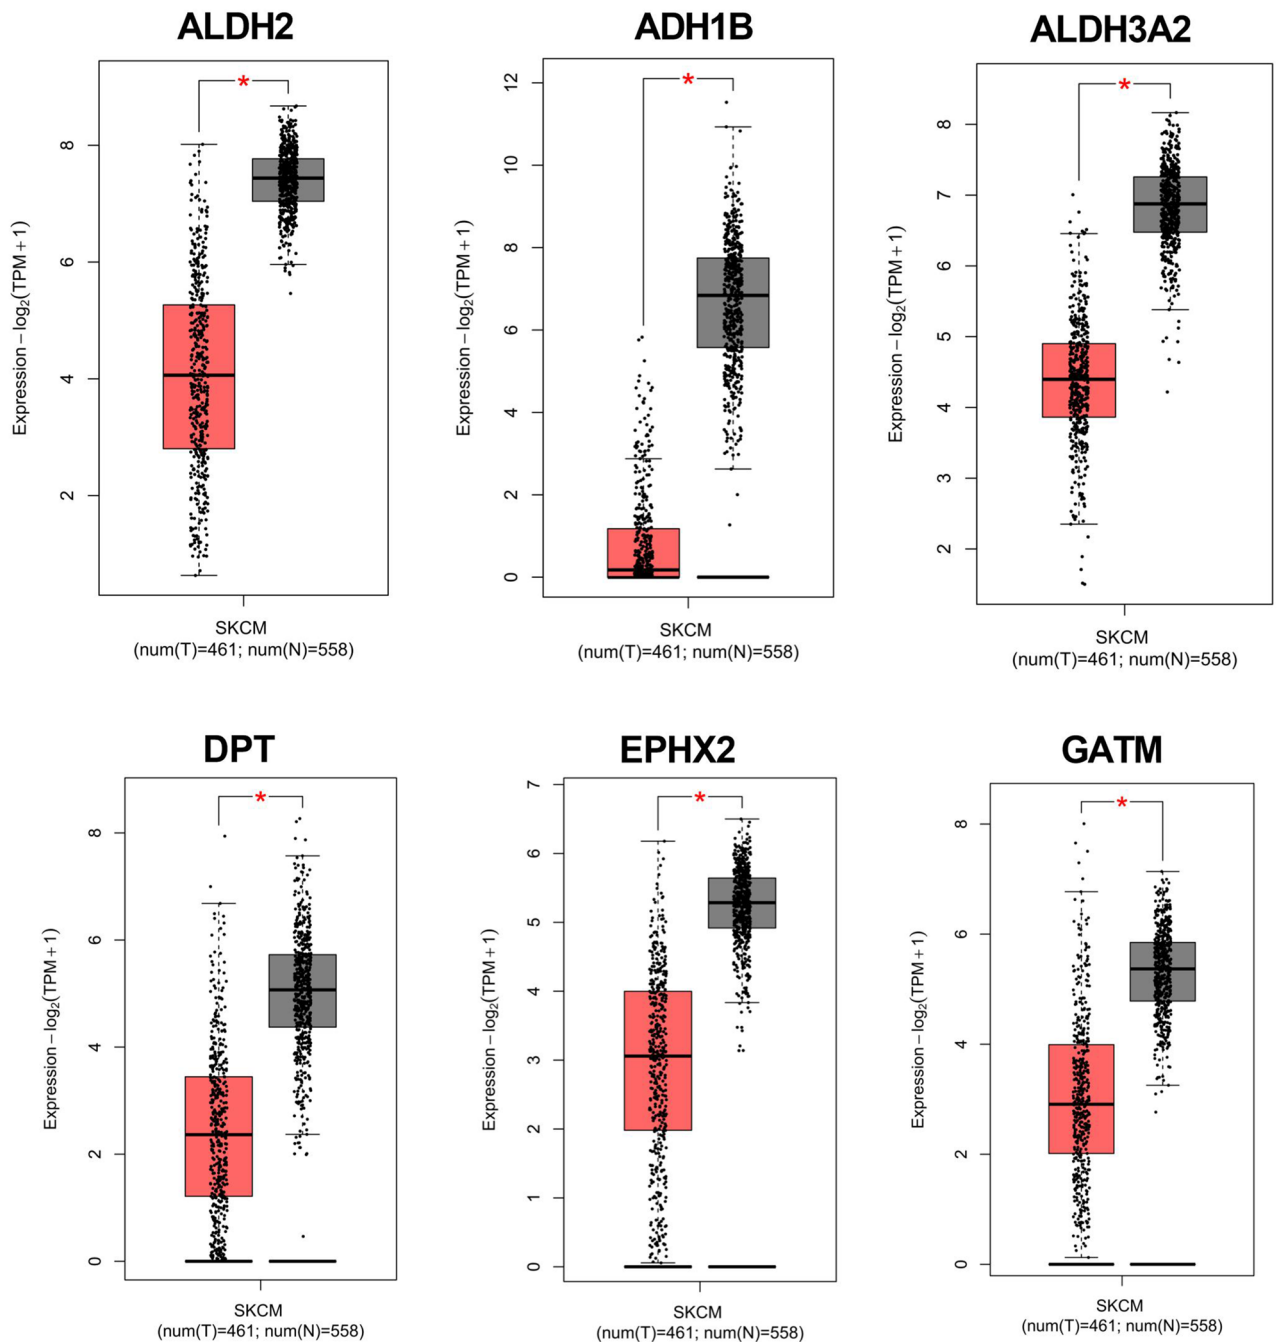 ALDH2
ADH1B
ALDH3A2
Expression – log₂(TPM + 1)
8
6
4
2
*
SKCM
(num(T)=461; num(N)=558)
Expression – log₂(TPM + 1)
12
10
8
6
4
2
0
*
SKCM
(num(T)=461; num(N)=558)
Expression – log₂(TPM + 1)
8
7
6
5
4
3
2
*
SKCM
(num(T)=461; num(N)=558)
DPT
EPHX2
GATM
Expression – log₂(TPM + 1)
8
6
4
2
0
*
SKCM
(num(T)=461; num(N)=558)
Expression – log₂(TPM + 1)
7
6
5
4
3
2
1
0
*
SKCM
(num(T)=461; num(N)=558)
Expression – log₂(TPM + 1)
8
6
4
2
0
*
SKCM
(num(T)=461; num(N)=558)